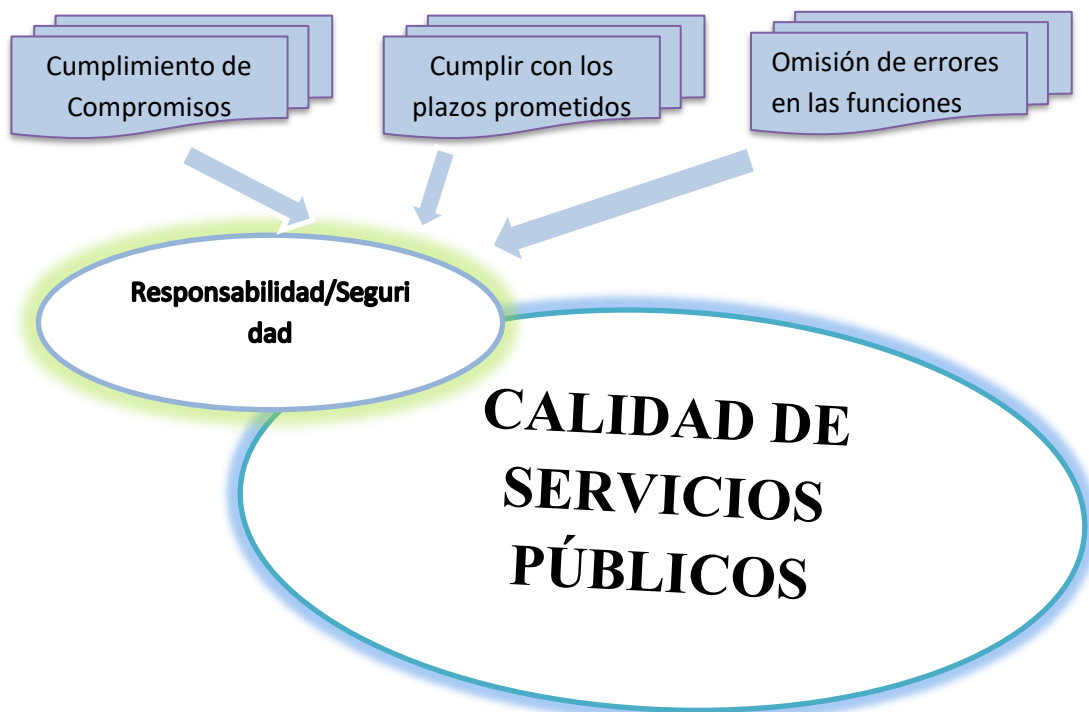 Cumplimiento de
Compromisos
Cumplir con los
plazos prometidos
Omisión de errores
en las funciones
Responsabilidad/Seguri
dad
CALIDAD DE
SERVICIOS
PÚBLICOS